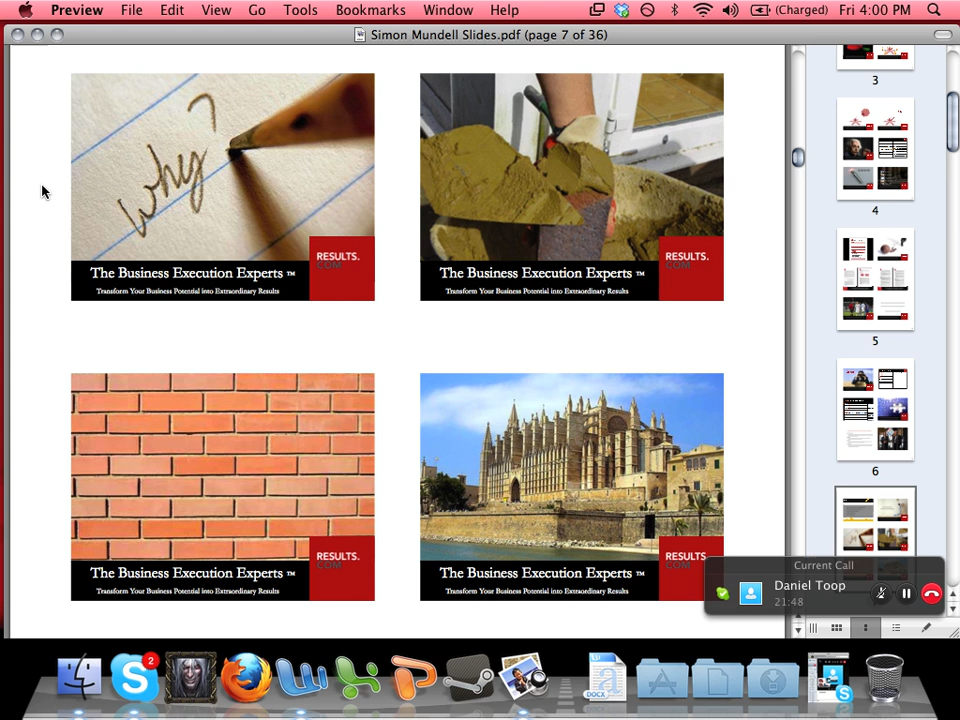 Preview File Edit View Go Tools Bookmarks Window Help (Charged) Fri 4:00 PM
Simon Mundell Slides.pdf (page 7 of 36)
why?
RESULTS.
COM
The Business Execution Experts ™
Transform Your Business Potential into Extraordinary Results
RESULTS.
COM
The Business Execution Experts ™
Transform Your Business Potential into Extraordinary Results
RESULTS.
COM
The Business Execution Experts ™
Transform Your Business Potential into Extraordinary Results
RESULTS.
COM
The Business Execution Experts ™
Transform Your Business Potential into Extraordinary Results
3
4
5
6
Current Call
Daniel Toop
21:48
2
DOCX